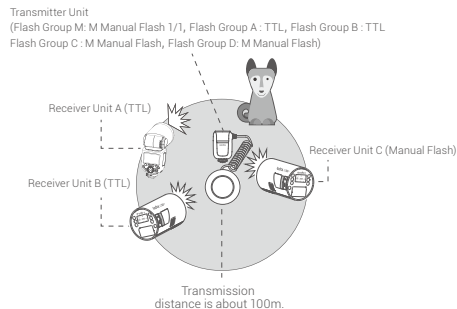 Transmitter Unit
(Flash Group M: M Manual Flash 1/1, Flash Group A : TTL, Flash Group B : TTL
Flash Group C : M Manual Flash, Flash Group D: M Manual Flash)
Receiver Unit A (TTL)
Receiver Unit C (Manual Flash)
Receiver Unit B (TTL)
Transmission
distance is about 100m.